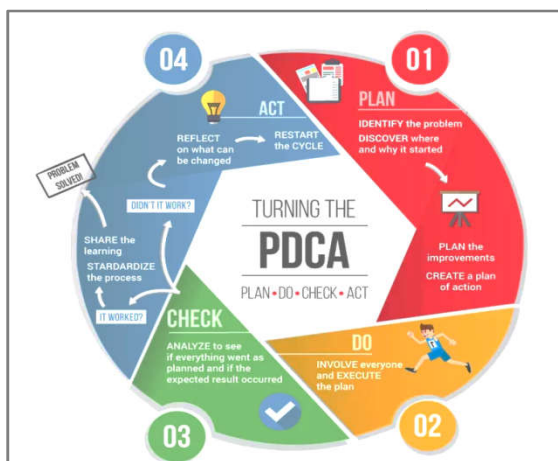 04
01
ACT
PLAN
IDENTIFY the problem
DISCOVER where
and why it started
REFLECT
on what can
be changed
RESTART
the CYCLE
PROBLEM
SOLVED!
DIDN'T IT WORK?
TURNING THE
PDCA
PLAN•DO•CHECK•ACT
SHARE the
learning
STARDARDIZE
the process
PLAN the
improvements
CREATE a plan
of action
IT WORKED?
CHECK
ANALYZE to see
if everything went as
planned and if the
expected result occurred
DO
INVOLVE everyone
and EXECUTE
the plan
03
02